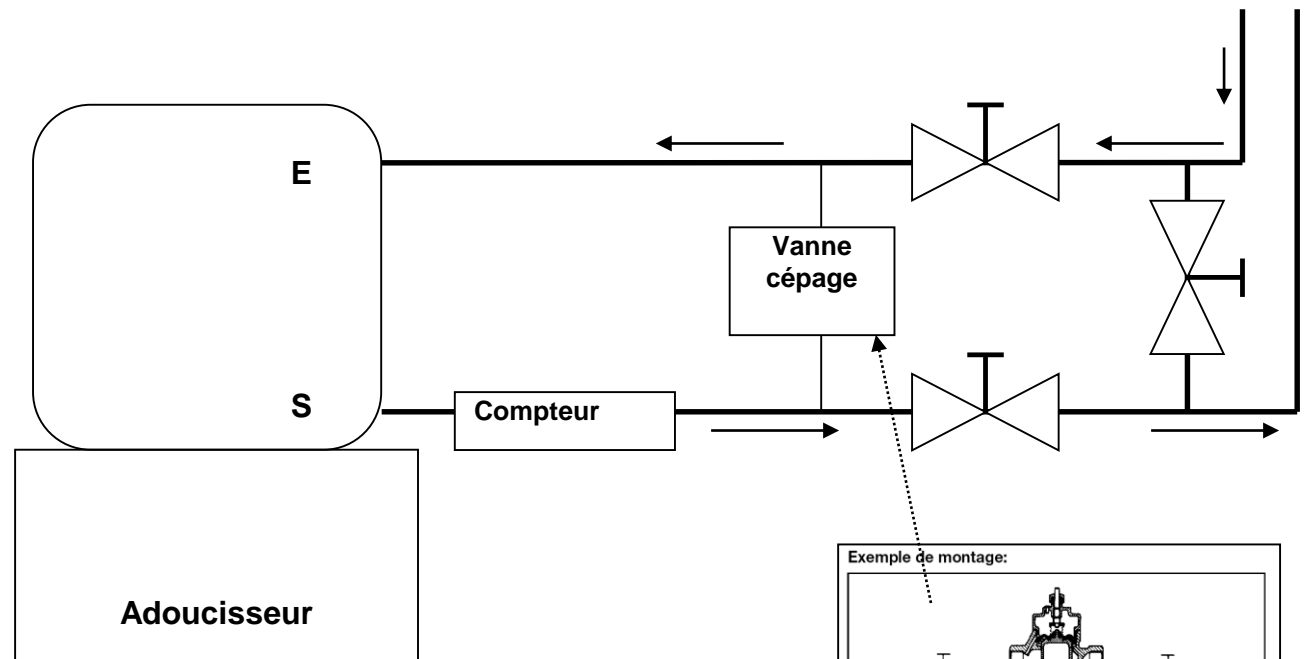 E
Vanne
cépage
S
Compteur
Exemple de montage:
Adoucisseur